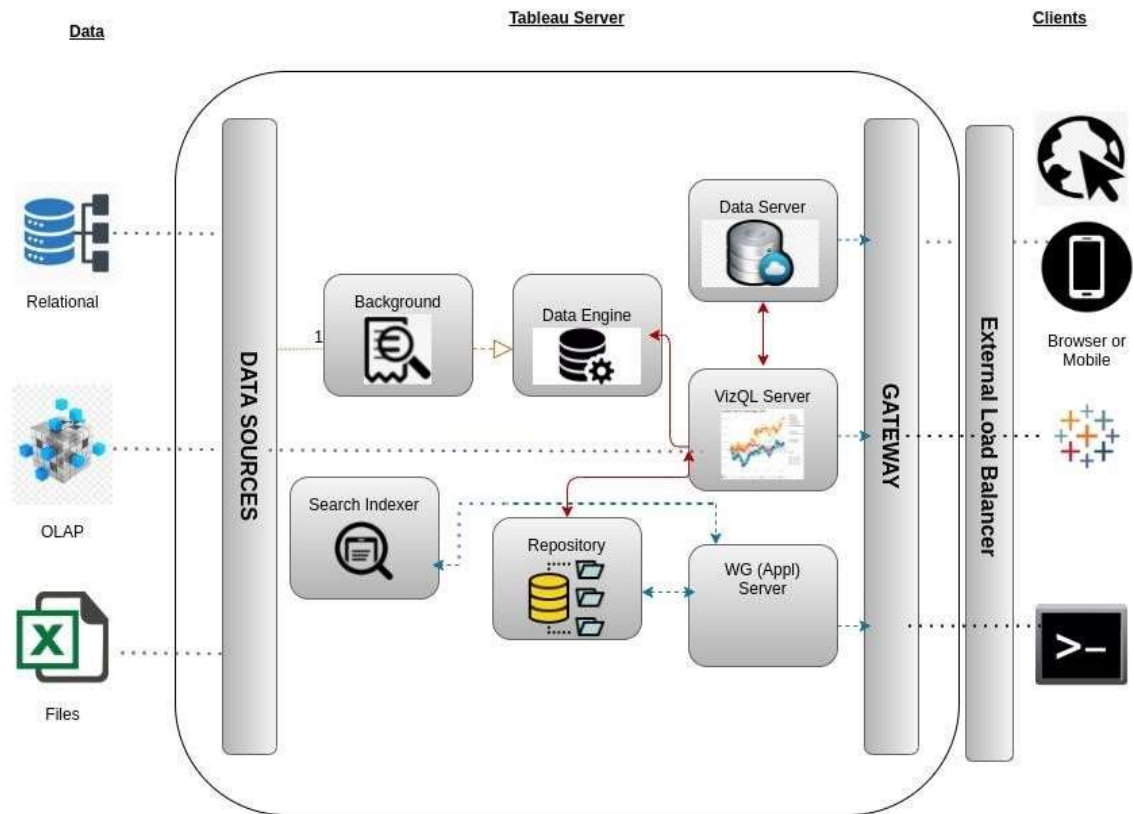 Tableau Server
Clients
Data
Data Server
Relational
Background
Data Engine
1
Browser or
Mobile
DATA SOURCES
VizQL Server
GATEWAY
External Load Balancer
Search Indexer
OLAP
Repository
WG (Appl)
Server
X
>-
Files